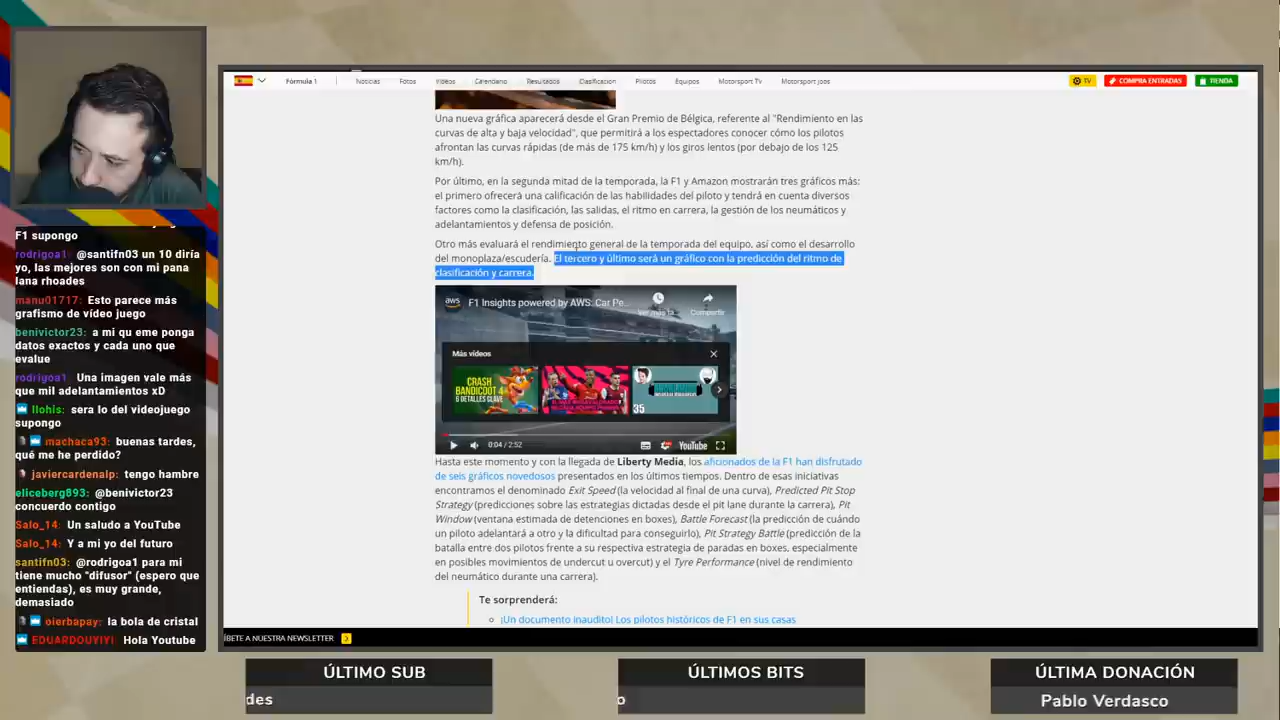 F1 supongo
rodrigoa1: @santifn03 un 10 diría
yo, las mejores son con mi pana
lana rhoades
manu01717: Esto parece más
grafismo de vídeo juego
benivictor23: a mi qu eme ponga
datos exactos y cada uno que
evalue
rodrigoa1: Una imagen vale más
que mil adelantamientos xD
llohis: sera lo del videojuego
supongo
machaca93: buenas tardes,
qué me he perdido?
javiercardenalp: tengo hambre
eliceberg893: @benivictor23
concuerdo contigo
Salo_14: Un saludo a YouTube
Salo_14: Y a mi yo del futuro
santifn03: @rodrigoa1 para mi
tiene mucho "difusor" (espero que
entiendas), es muy grande,
demasiado
oierbapay: la bola de cristal
EDUARDOUYIYI: Hola Youtube
Fórmula 1
Noticias
Fotos
Vídeos
Calendario
Resultados
Clasificación
Pilotos
Equipos
Motorsport TV
Motorsport jobs
TV
COMPRA ENTRADAS
TIENDA
Una nueva gráfica aparecerá desde el Gran Premio de Bélgica, referente al "Rendimiento en las
curvas de alta y baja velocidad", que permitirá a los espectadores conocer cómo los pilotos
afrontan las curvas rápidas (de más de 175 km/h) y los giros lentos (por debajo de los 125
km/h).
Por último, en la segunda mitad de la temporada, la F1 y Amazon mostrarán tres gráficos más:
el primero ofrecerá una calificación de las habilidades del piloto y tendrá en cuenta diversos
factores como la clasificación, las salidas, el ritmo en carrera, la gestión de los neumáticos y
adelantamientos y defensa de posición.
Otro más evaluará el rendimiento general de la temporada del equipo, así como el desarrollo
del monoplaza/escudería. El tercero y último será un gráfico con la predicción del ritmo de
clasificación y carrera.
aws
F1 Insights powered by AWS: Car Pe...
Ver más ta...
Compartir
Más vídeos
CRASH
BANDICOOT 4
6 DETALLES CLAVE
35
0:04 / 2:52
YouTube
Hasta este momento y con la llegada de Liberty Media, los aficionados de la F1 han disfrutado
de seis gráficos novedosos presentados en los últimos tiempos. Dentro de esas iniciativas
encontramos el denominado Exit Speed (la velocidad al final de una curva), Predicted Pit Stop
Strategy (predicciones sobre las estrategias dictadas desde el pit lane durante la carrera), Pit
Window (ventana estimada de detenciones en boxes), Battle Forecast (la predicción de cuándo
un piloto adelantará a otro y la dificultad para conseguirlo), Pit Strategy Battle (predicción de la
batalla entre dos pilotos frente a su respectiva estrategia de paradas en boxes, especialmente
en posibles movimientos de undercut u overcut) y el Tyre Performance (nivel de rendimiento
del neumático durante una carrera).
Te sorprenderá:
¡Un documento inaudito! Los pilotos históricos de F1 en sus casas
ÍBETE A NUESTRA NEWSLETTER
ÚLTIMO SUB
des
ÚLTIMOS BITS
o
ÚLTIMA DONACIÓN
Pablo Verdasco